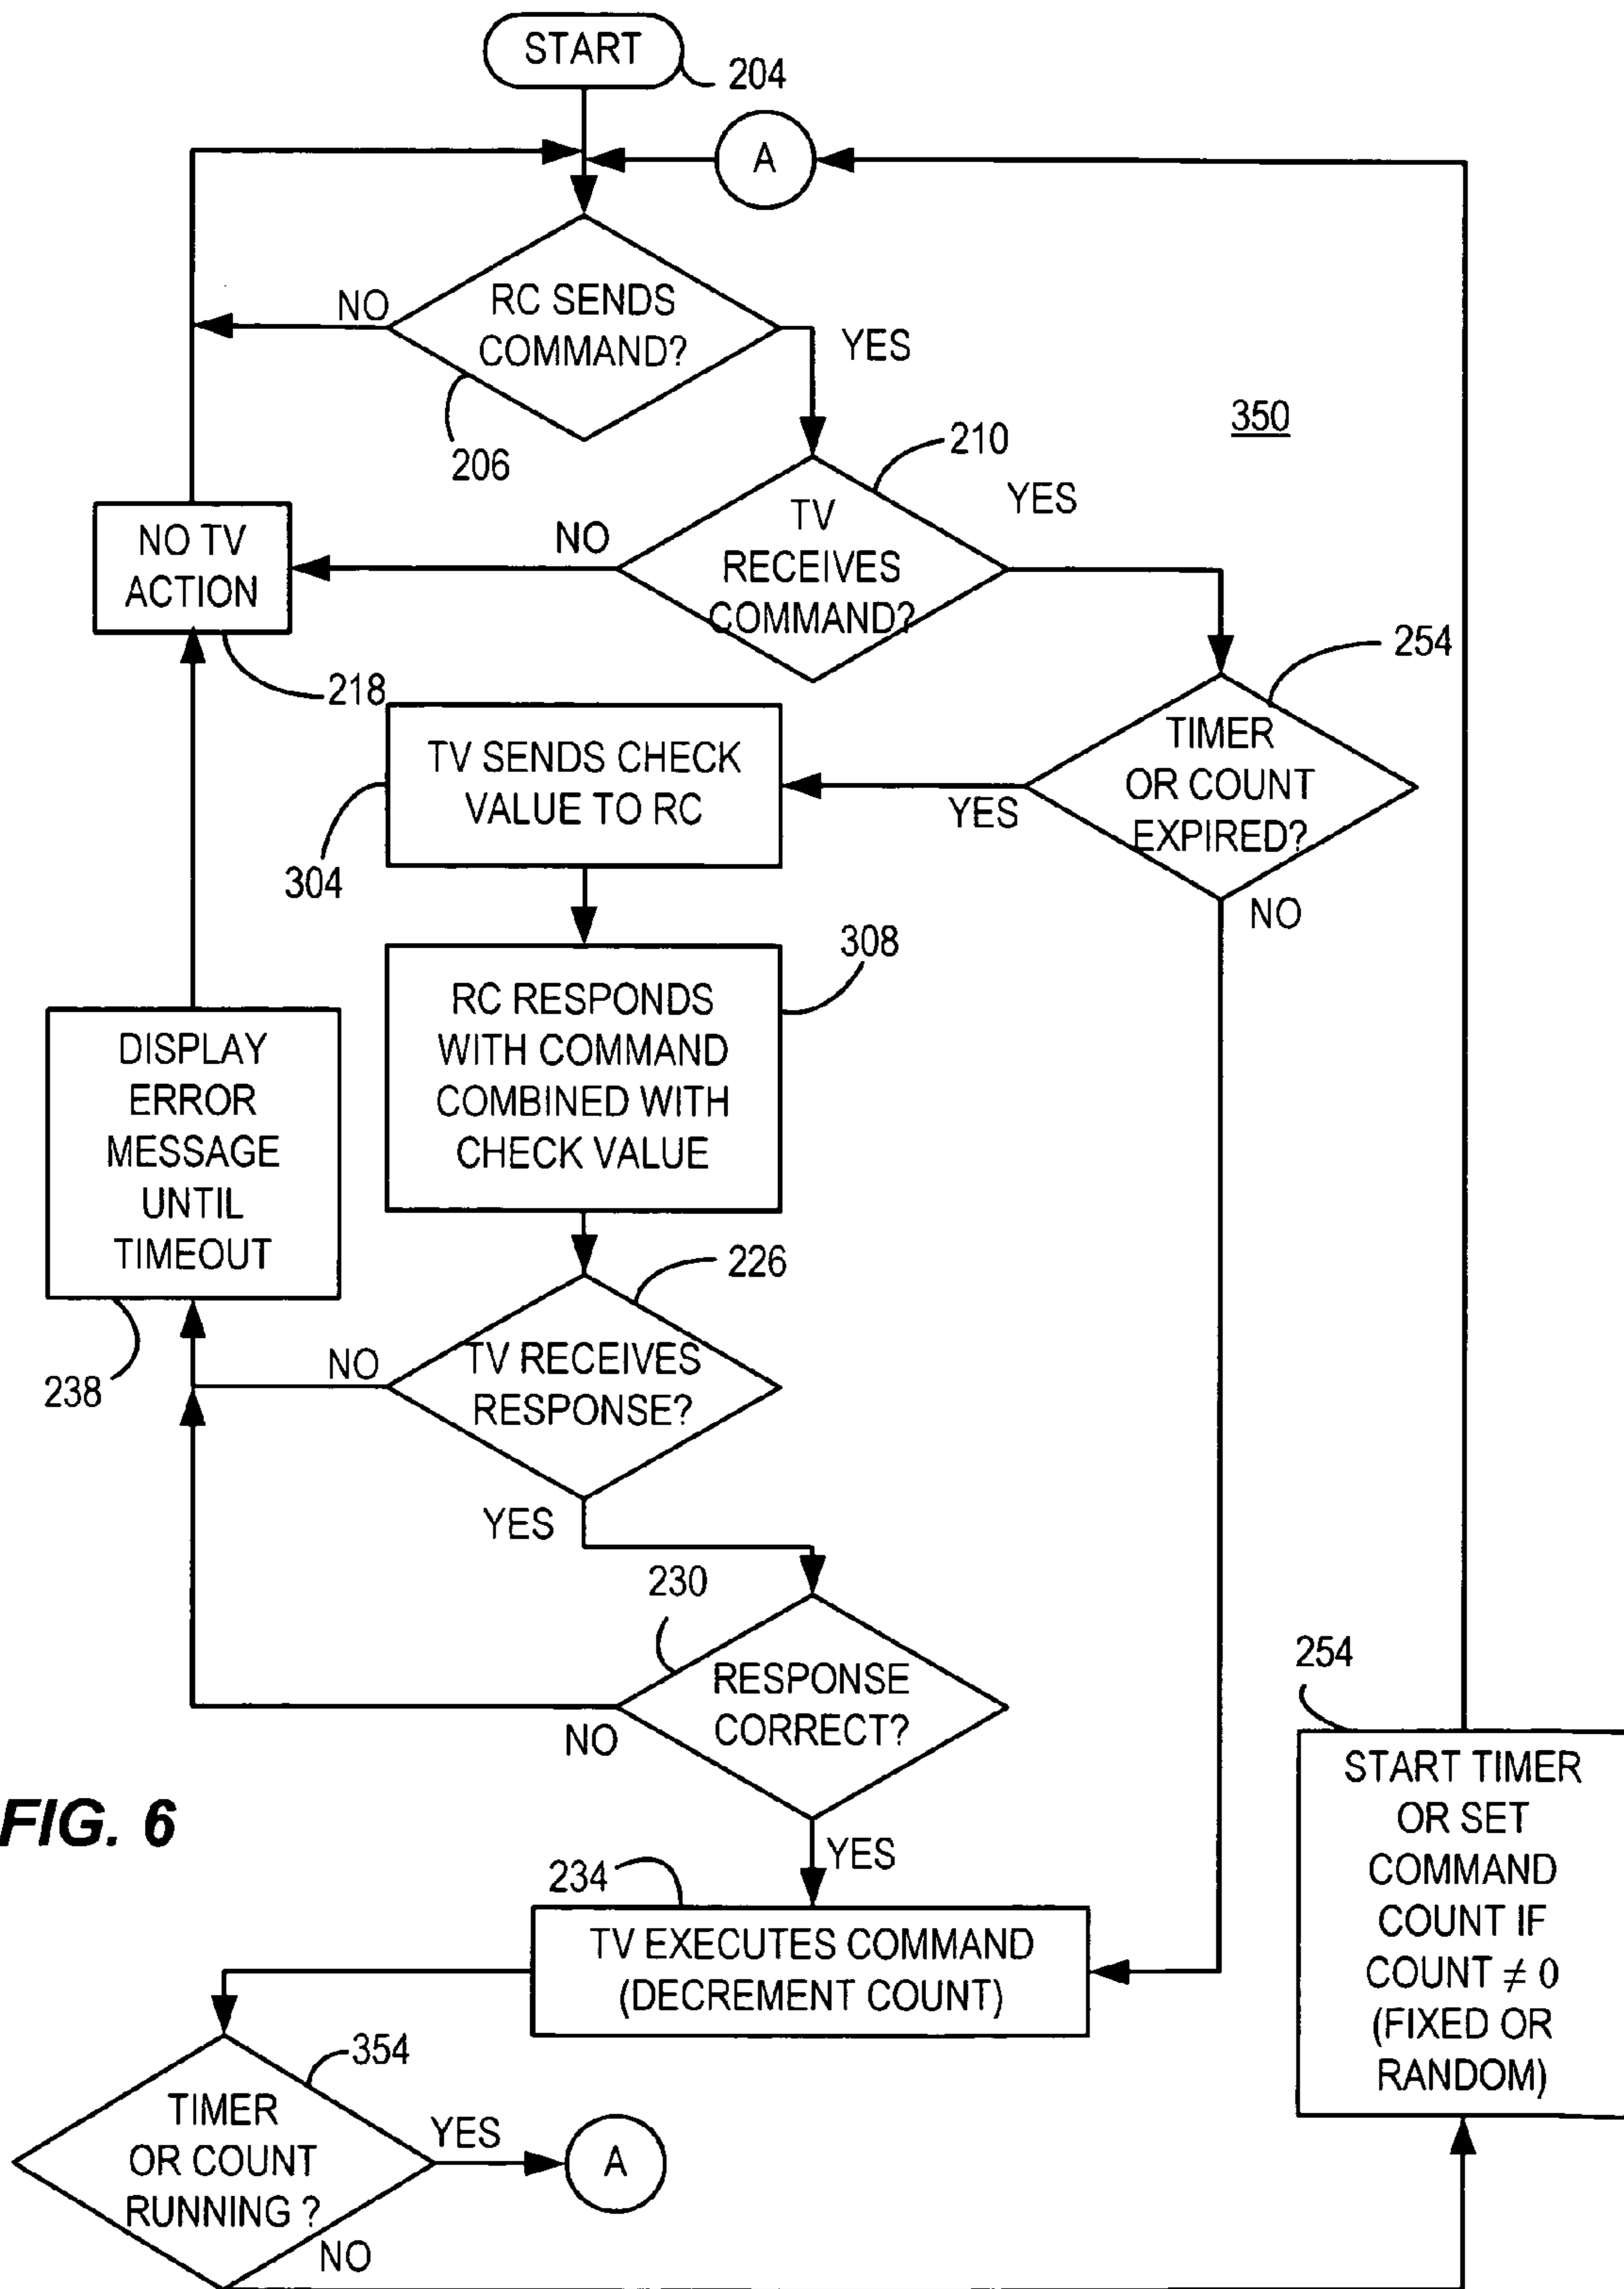 START
204
A
RC SENDS
COMMAND?
NO
YES
206
350
210
TV
RECEIVES
COMMAND?
YES
NO
NO TV
ACTION
218
254
TIMER
OR COUNT
EXPIRED?
YES
NO
TV SENDS CHECK
VALUE TO RC
304
308
RC RESPONDS
WITH COMMAND
COMBINED WITH
CHECK VALUE
DISPLAY
ERROR
MESSAGE
UNTIL
TIMEOUT
238
226
TV RECEIVES
RESPONSE?
NO
YES
230
RESPONSE
CORRECT?
NO
YES
254
START TIMER
OR SET
COMMAND
COUNT IF
COUNT ≠ 0
(FIXED OR
RANDOM)
FIG. 6
234
TV EXECUTES COMMAND
(DECREMENT COUNT)
354
TIMER
OR COUNT
RUNNING ?
YES
A
NO